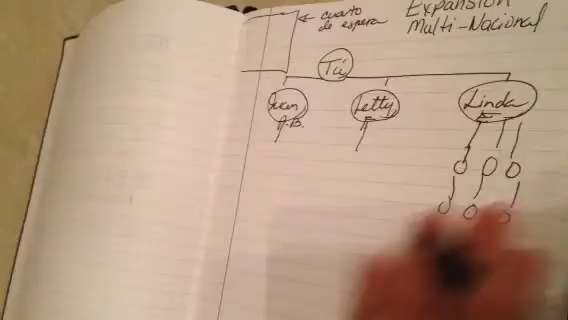 ← cuarto
de espera
Expansion
Multi-Nacional
Tú
Juan
A.B.
Letty
Linda